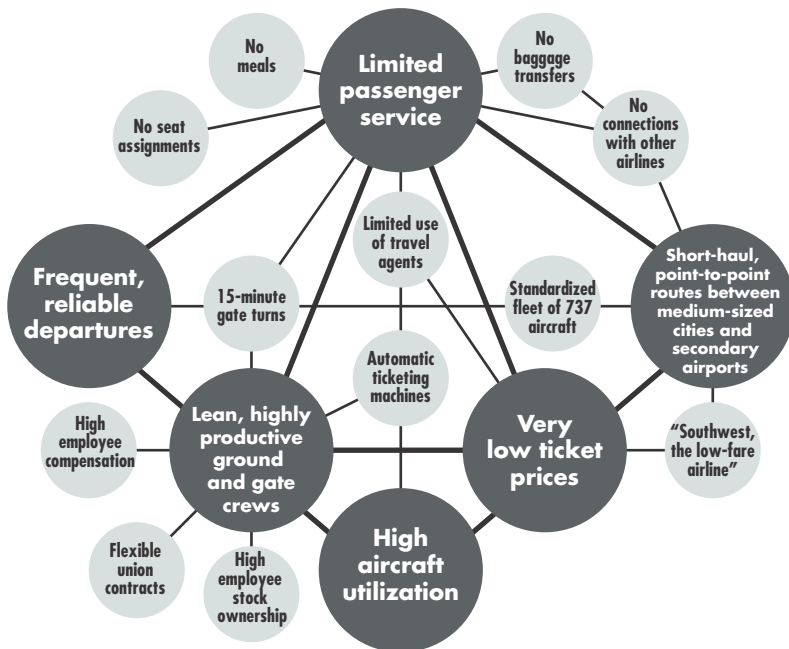 No
meals
Limited
passenger
service
No
baggage
transfers
No seat
assignments
No
connections
with other
airlines
Limited use
of travel
agents
Frequent,
reliable
departures
15-minute
gate turns
Standardized
fleet of 737
aircraft
Short-haul,
point-to-point
routes between
medium-sized
cities and
secondary
airports
Automatic
ticketing
machines
High
employee
compensation
Lean, highly
productive
ground
and gate
crews
Very
low ticket
prices
“Southwest,
the low-fare
airline”
Flexible
union
contracts
High
employee
stock
ownership
High
aircraft
utilization